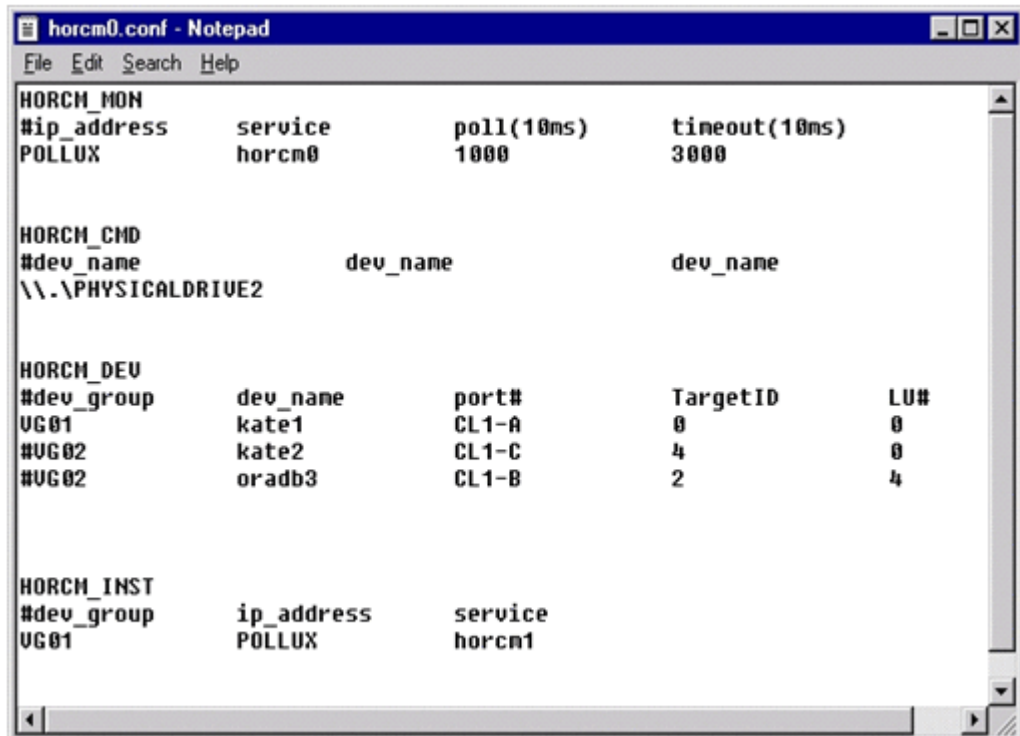 horcm0.conf - Notepad
File Edit Search Help
HORCM_MON
#ip_address service poll(10ms) timeout(10ms)
POLLUX horcm0 1000 3000
HORCM_CMD
#dev_name dev_name dev_name
\\.\PHYSICALDRIVE2
HORCM_DEV
#dev_group dev_name port# TargetID LU#
VG01 kate1 CL1-A 0 0
#VG02 kate2 CL1-C 4 0
#VG02 oradb3 CL1-B 2 4
HORCM_INST
#dev_group ip_address service
VG01 POLLUX horcm1